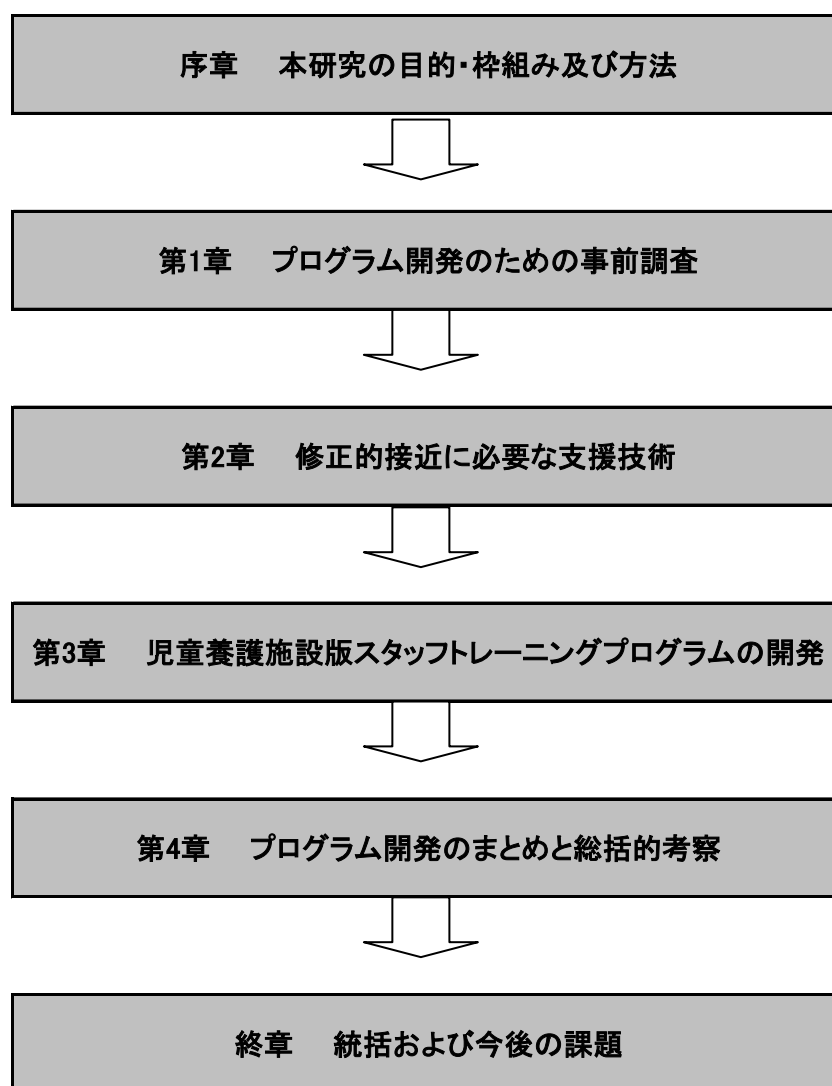 序章　本研究の目的・枠組み及び方法
第1章　プログラム開発のための事前調査
第2章　修正的接近に必要な支援技術
第3章　児童養護施設版スタッフトレーニングプログラムの開発
第4章　プログラム開発のまとめと総括的考察
終章　統括および今後の課題